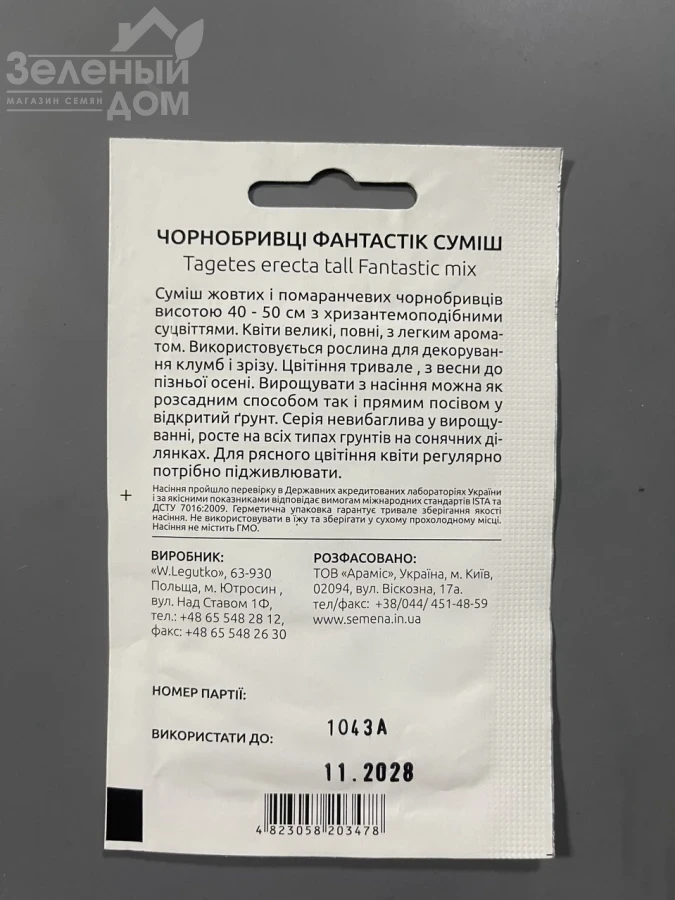 Зеленый
МАГАЗИН СЕМЯН
ДОМ
ЧОРНОБРИВЦІ ФАНТАСТІК СУМІШ
Tagetes erecta tall Fantastic mix
Суміш жовтих і помаранчевих чорнобривців
висотою 40 - 50 см з хризантемоподібними
суцвіттями. Квіти великі, повні, з легким арома-
том. Використовується рослина для декоруван-
ня клумб і зрізу. Цвітіння тривале , з весни до
пізньої осені. Вирощувати з насіння можна як
розсадним способом так і прямим посівом у
відкритий ґрунт. Серія невибаглива у вирощу-
ванні, росте на всіх типах грунтів на сонячних ді-
лянках. Для рясного цвітіння квіти регулярно
потрібно підживлювати.
Насіння пройшло перевірку в Державних акредитованих лабораторіях України
і за якісними показниками відповідає вимогам міжнародних стандартів ISTA та
ДСТУ 7016:2009. Герметична упаковка гарантує тривале зберігання якості
насіння. Не використовувати в їжу та зберігати у сухому прохолодному місці.
Насіння не містить ГМО.
ВИРОБНИК:
«W.Legutko», 63-930
Польща, м. Ютросин ,
вул. Над Ставом 1Ф,
тел.: +48 65 548 28 12,
факс: +48 65 548 26 30
РОЗФАСОВАНО:
ТОВ «Араміс», Україна, м. Київ,
02094, вул. Віскозна, 17а.
тел/факс: +38/044/ 451-48-59
www.semena.in.ua
НОМЕР ПАРТІЇ:
1043A
ВИКОРИСТАТИ ДО:
11.2028
4 823058 203478